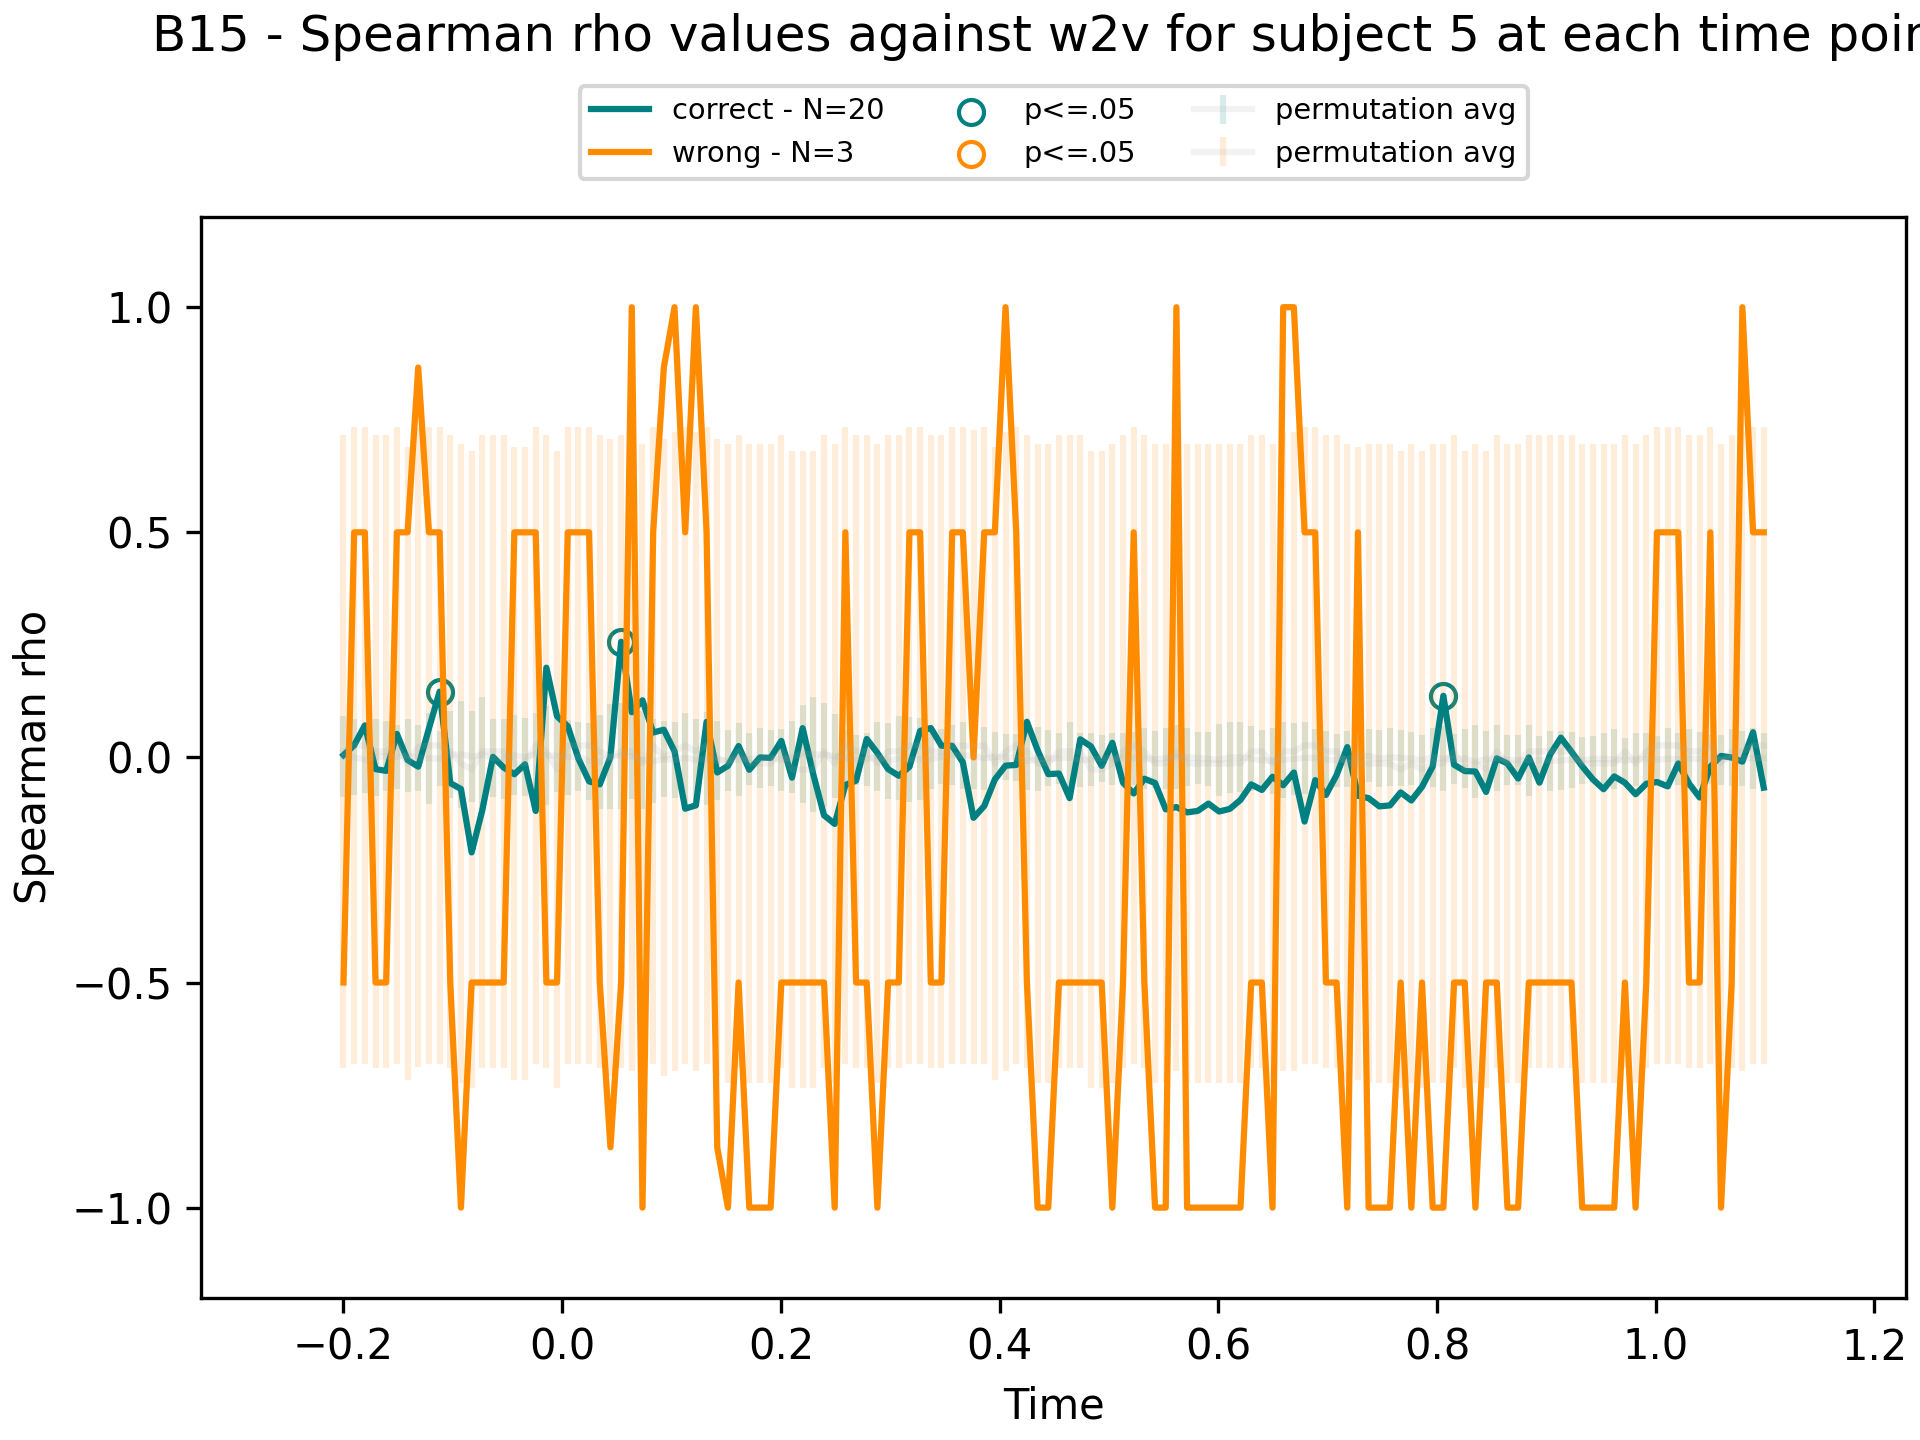 B15 - Spearman rho values against w2v for subject 5 at each time poin
correct - N=20 p<=.05 permutation avg
wrong - N=3 p<=.05 permutation avg
1.0
0.5
0.0
−0.5
−1.0
Spearman rho
−0.2 0.0 0.2 0.4 0.6 0.8 1.0 1.2
Time